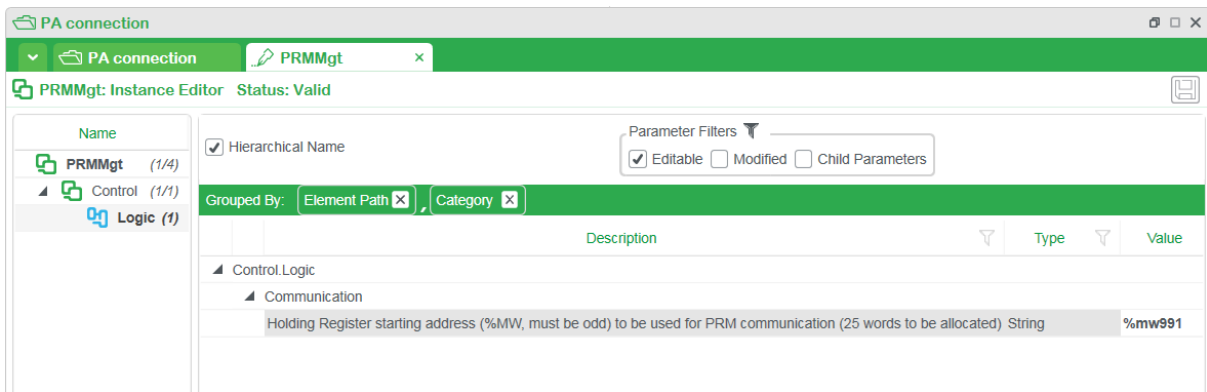 PA connection
PA connection PRMMgt
PRMMgt: Instance Editor Status: Valid
Name
PRMMgt (1/4)
Control (1/1)
Logic (1)
Hierarchical Name
Parameter Filters
Editable Modified Child Parameters
Grouped By: Element Path , Category
Description Type Value
Control.Logic
Communication
Holding Register starting address (%MW, must be odd) to be used for PRM communication (25 words to be allocated) String %mw991